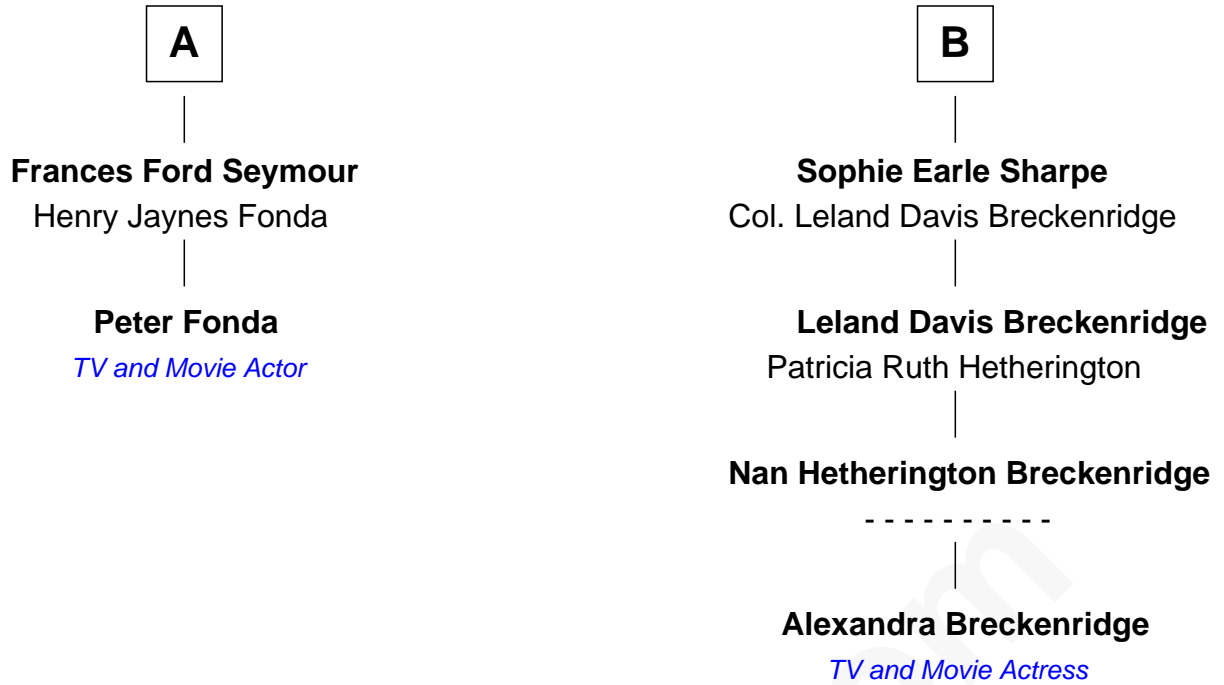 A
Frances Ford Seymour
Henry Jaynes Fonda
Peter Fonda
TV and Movie Actor
B
Sophie Earle Sharpe
Col. Leland Davis Breckenridge
Leland Davis Breckenridge
Patricia Ruth Hetherington
Nan Hetherington Breckenridge
- - - - - - - - - -
Alexandra Breckenridge
TV and Movie Actress